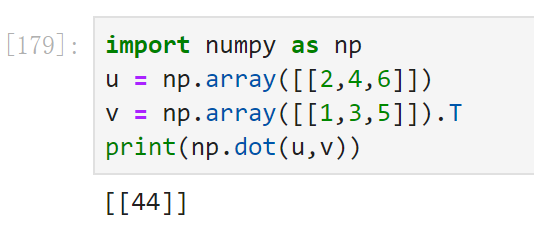 [179]:
import numpy as np
u = np.array([[2,4,6]])
v = np.array([[1,3,5]]).T
print(np.dot(u,v))
[[44]]